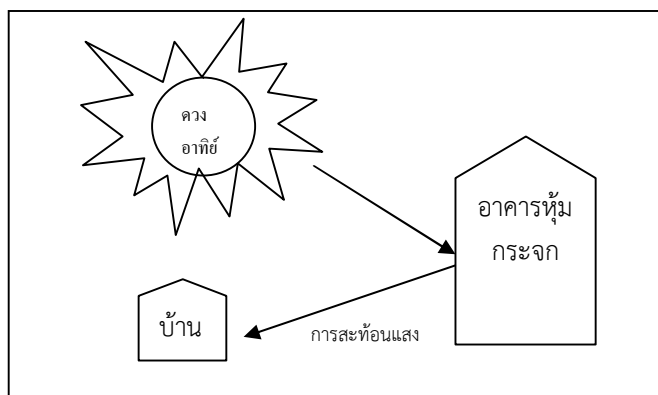 ดวง
อาทิย์
อาคารหุ้ม
กระจก
บ้าน
การสะท้อนแสง